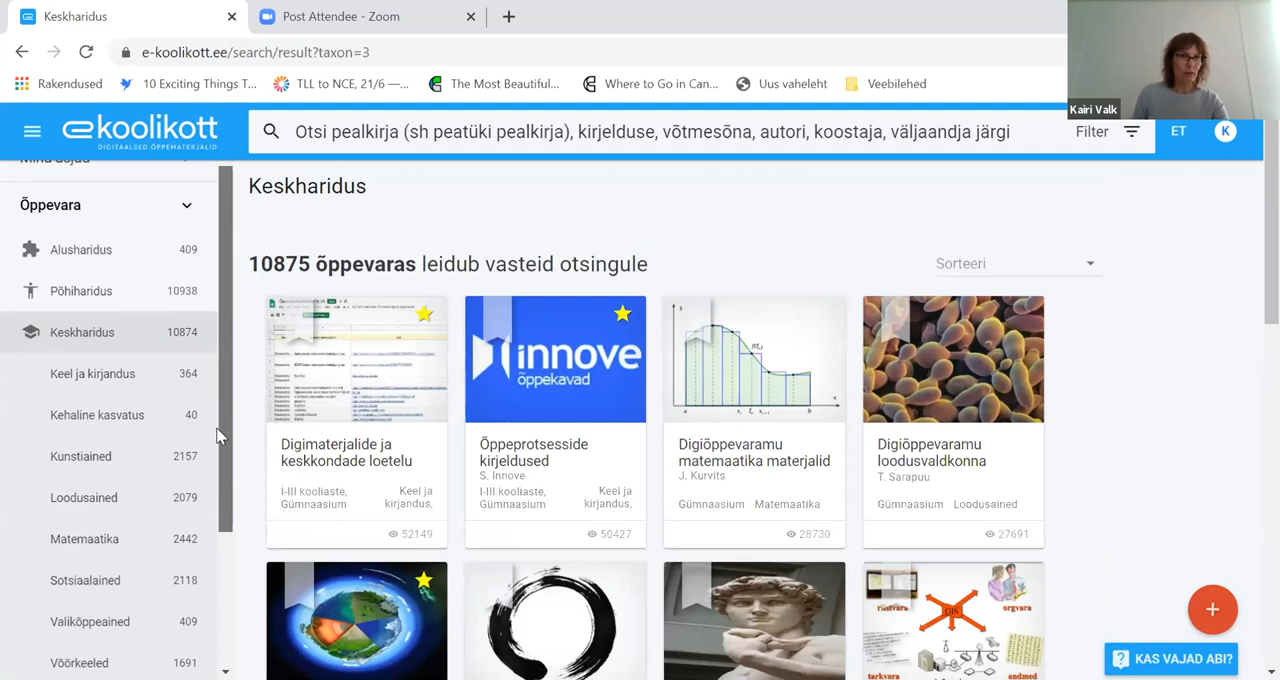 Keskharidus
Post Attendee - Zoom
e-koolikott.ee/search/result?taxon=3
Rakendused
10 Exciting Things T...
TLL to NCE, 21/6 —...
The Most Beautiful...
Where to Go in Can...
Uus vaheleht
Veebilehed
Kairi Valk
koolikott
DIGITAALSED ÕPPEMATERJALID
Otsi pealkirja (sh peatüki pealkirja), kirjelduse, võtmesõna, autori, koostaja, väljaandja järgi
Filter
ET
K
Õppevara
Alusharidus 409
Põhiharidus 10938
Keskharidus 10874
Keel ja kirjandus 364
Kehaline kasvatus 40
Kunstiained 2157
Loodusained 2079
Matemaatika 2442
Sotsiaalained 2118
Valikõppeained 409
Võõrkeeled 1691
Keskharidus
10875 õppevaras leidub vasteid otsingule
Sorteeri
Digimaterjalide ja
keskkondade loetelu
I-III kooliaste,
Gümnaasium
Keel ja
kirjandus,
52149
innove
õppekavad
Õppeprotsesside
kirjeldused
S. Innove
I-III kooliaste,
Gümnaasium
Keel ja
kirjandus,
50427
Digiõppevaramu
matemaatika materjalid
J. Kurvits
Gümnaasium Matemaatika
28730
Digiõppevaramu
loodusvaldkonna
T. Sarapuu
Gümnaasium Loodusained
27691
riistvara
orgvara
GIS
tarkvara
andmed
KAS VAJAD ABI?